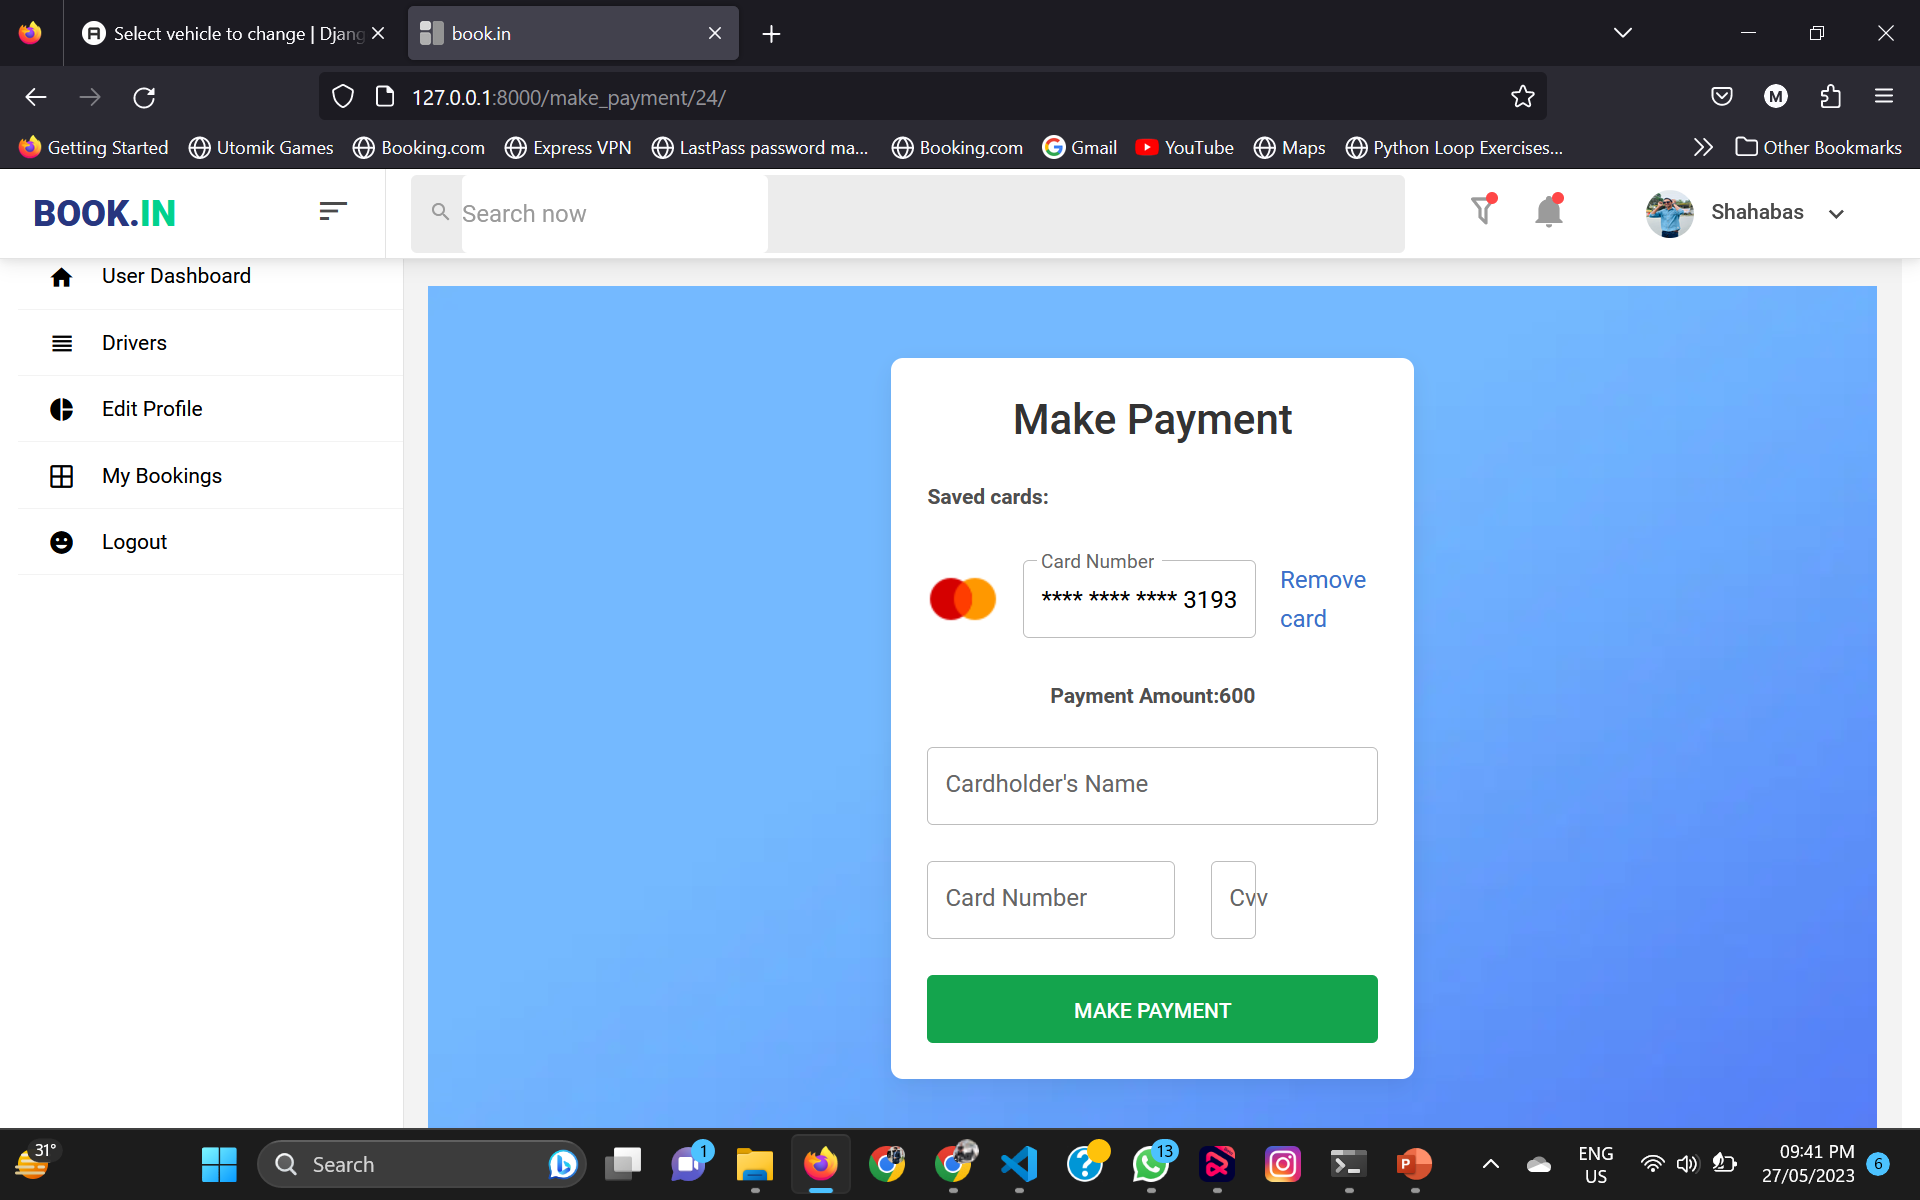 Select vehicle to change | Djang
book.in
127.0.0.1:8000/make_payment/24/
M
Getting Started
Utomik Games
Booking.com
Express VPN
LastPass password ma...
Booking.com
Gmail
YouTube
Maps
Python Loop Exercises...
Other Bookmarks
BOOK.IN
Search now
Shahabas
User Dashboard
Drivers
Edit Profile
My Bookings
Logout
Make Payment
Saved cards:
Card Number
**** **** **** 3193
Remove
card
Payment Amount:600
Cardholder's Name
Card Number
Cvv
MAKE PAYMENT
31°
Search
1
13
P
ENG
US
09:41 PM
27/05/2023
6